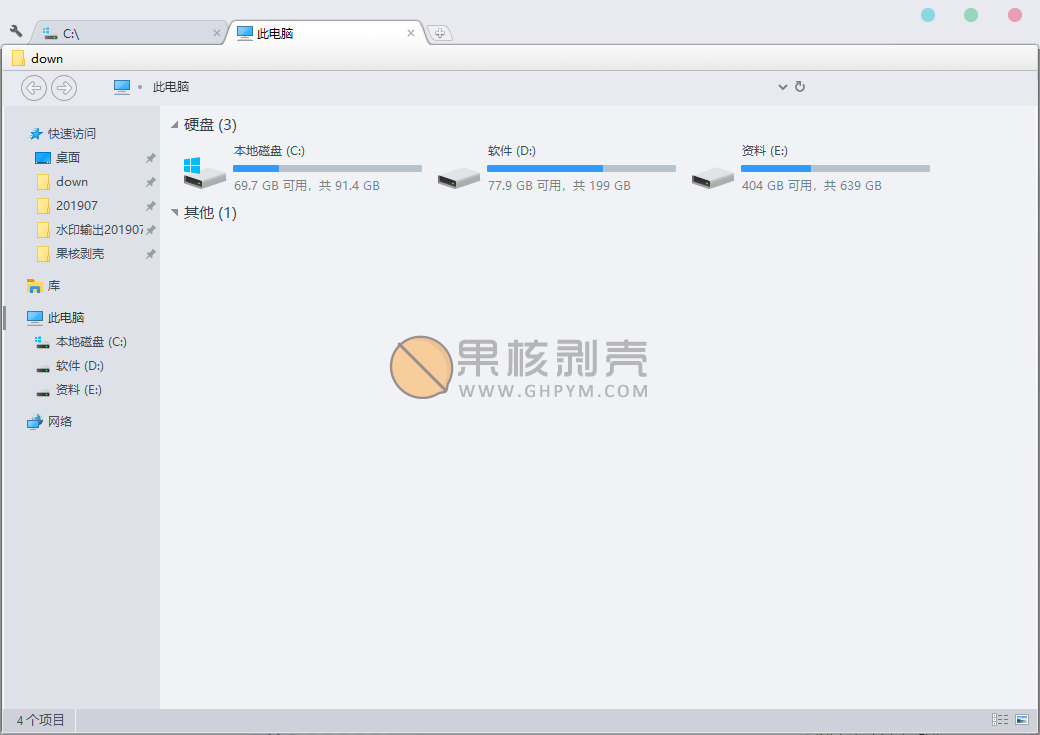 C:\
此电脑
down
此电脑
快速访问
桌面
down
201907
水印输出201907
果核剥壳
库
此电脑
本地磁盘 (C:)
软件 (D:)
资料 (E:)
网络
硬盘 (3)
本地磁盘 (C:)
69.7 GB 可用，共 91.4 GB
软件 (D:)
77.9 GB 可用，共 199 GB
资料 (E:)
404 GB 可用，共 639 GB
其他 (1)
果核剥壳
WWW.GHPYM.COM
4 个项目